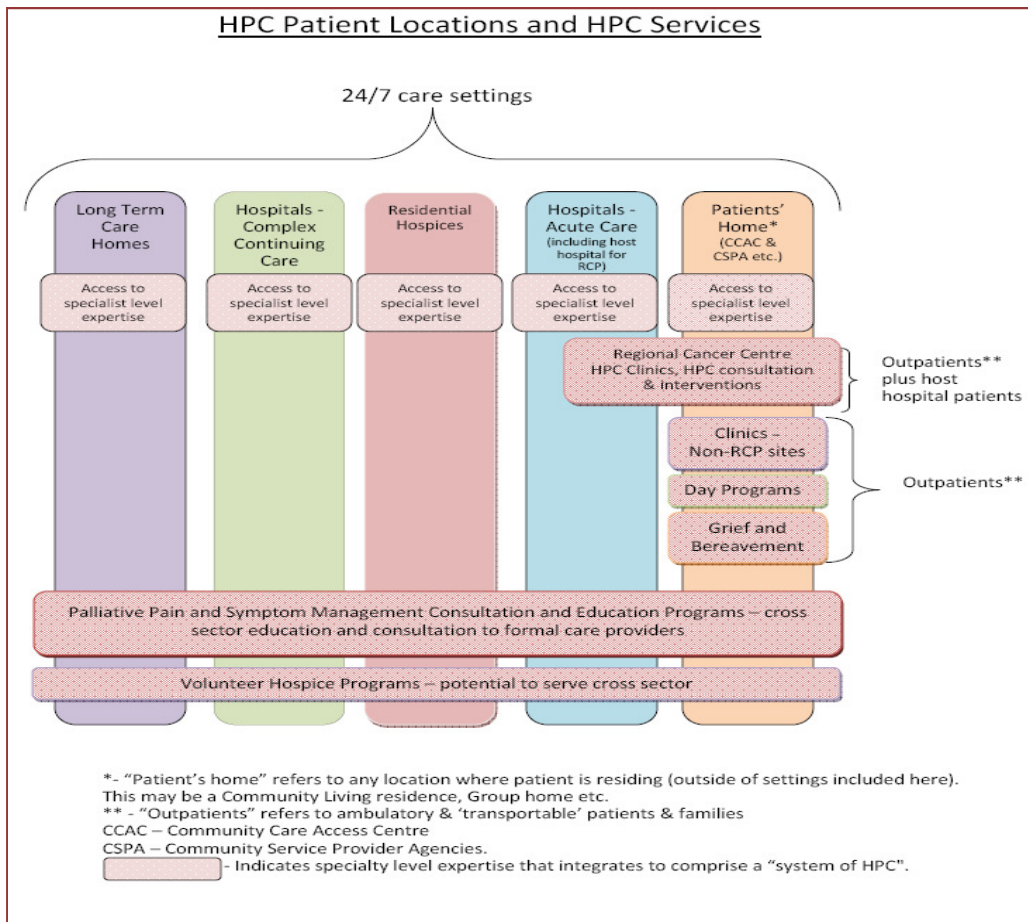 HPC Patient Locations and HPC Services
24/7 care settings
Long Term
Care
Homes
Hospitals -
Complex
Continuing
Care
Residential
Hospices
Hospitals -
Acute Care
(including host
hospital for
RCP)
Patients'
Home*
(CCAC &
CSPA etc.)
Access to
specialist level
expertise
Access to
specialist level
expertise
Access to
specialist level
expertise
Access to
specialist level
expertise
Access to
specialist level
expertise
Regional Cancer Centre
HPC Clinics, HPC consultation
& interventions
Outpatients**
plus host
hospital patients
Clinics –
Non-RCP sites
Day Programs
Grief and
Bereavement
Outpatients**
Palliative Pain and Symptom Management Consultation and Education Programs – cross
sector education and consultation to formal care providers
Volunteer Hospice Programs – potential to serve cross sector
*- “Patient’s home” refers to any location where patient is residing (outside of settings included here).
This may be a Community Living residence, Group home etc.
** - “Outpatients” refers to ambulatory & ‘transportable’ patients & families
CCAC – Community Care Access Centre
CSPA – Community Service Provider Agencies.
- Indicates specialty level expertise that integrates to comprise a “system of HPC".